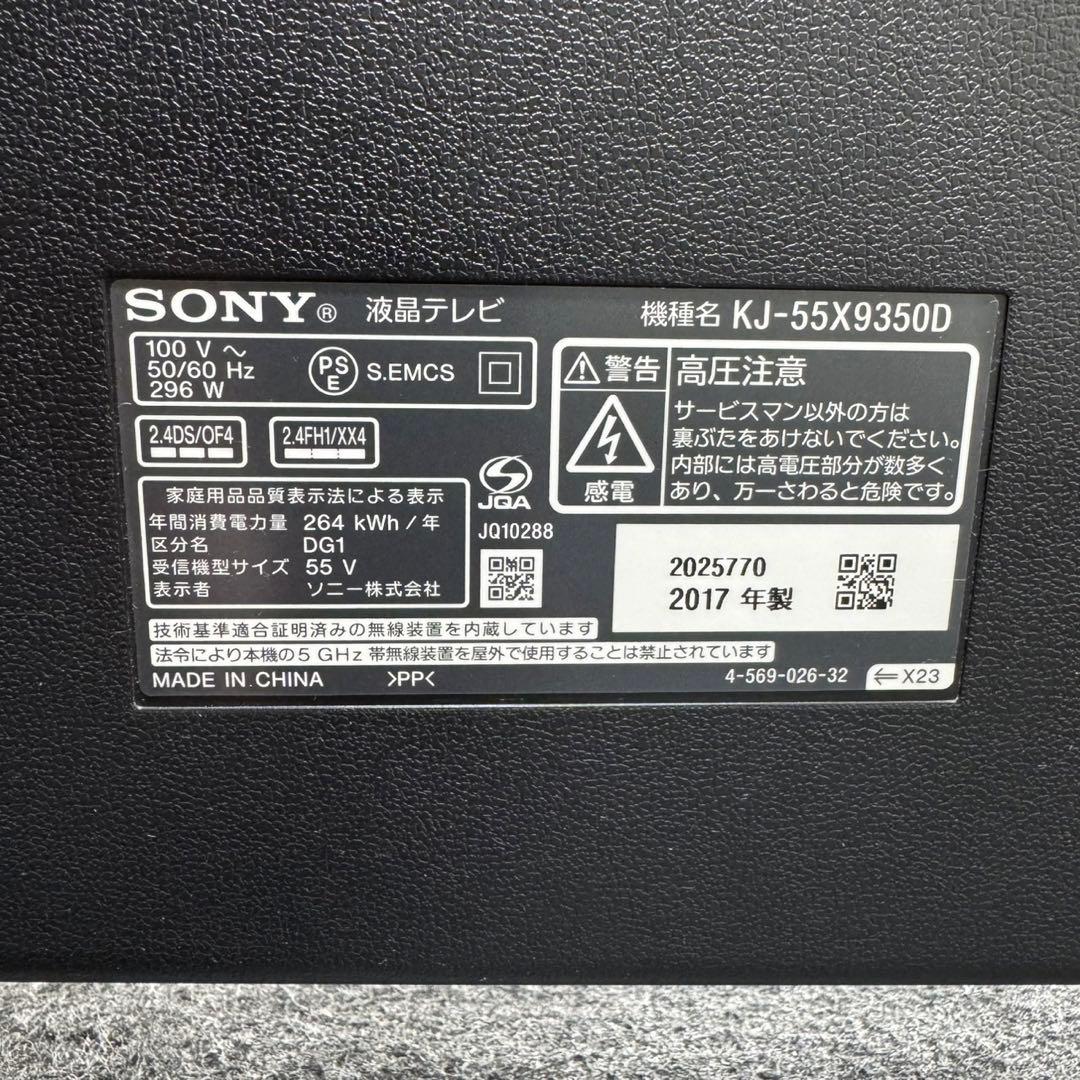 SONY® 液晶テレビ
機種名 KJ-55X9350D
100 V ～
50/60 Hz
296 W
PS
E
S.EMCS
2.4DS/OF4
2.4FH1/XX4
警告
感電
高圧注意
サービスマン以外の方は
裏ぶたをあけないでください。
内部には高電圧部分が数多く
あり、万一さわると危険です。
家庭用品品質表示法による表示
年間消費電力量 264 kWh / 年
区分名 DG1
受信機型サイズ 55 V
表示者 ソニー株式会社
JQA
JQ10288
2025770
2017 年製
技術基準適合証明済みの無線装置を内蔵しています
法令により本機の5 GHz 帯無線装置を屋外で使用することは禁止されています
MADE IN CHINA >PP< 4-569-026-32 ⇐ X23